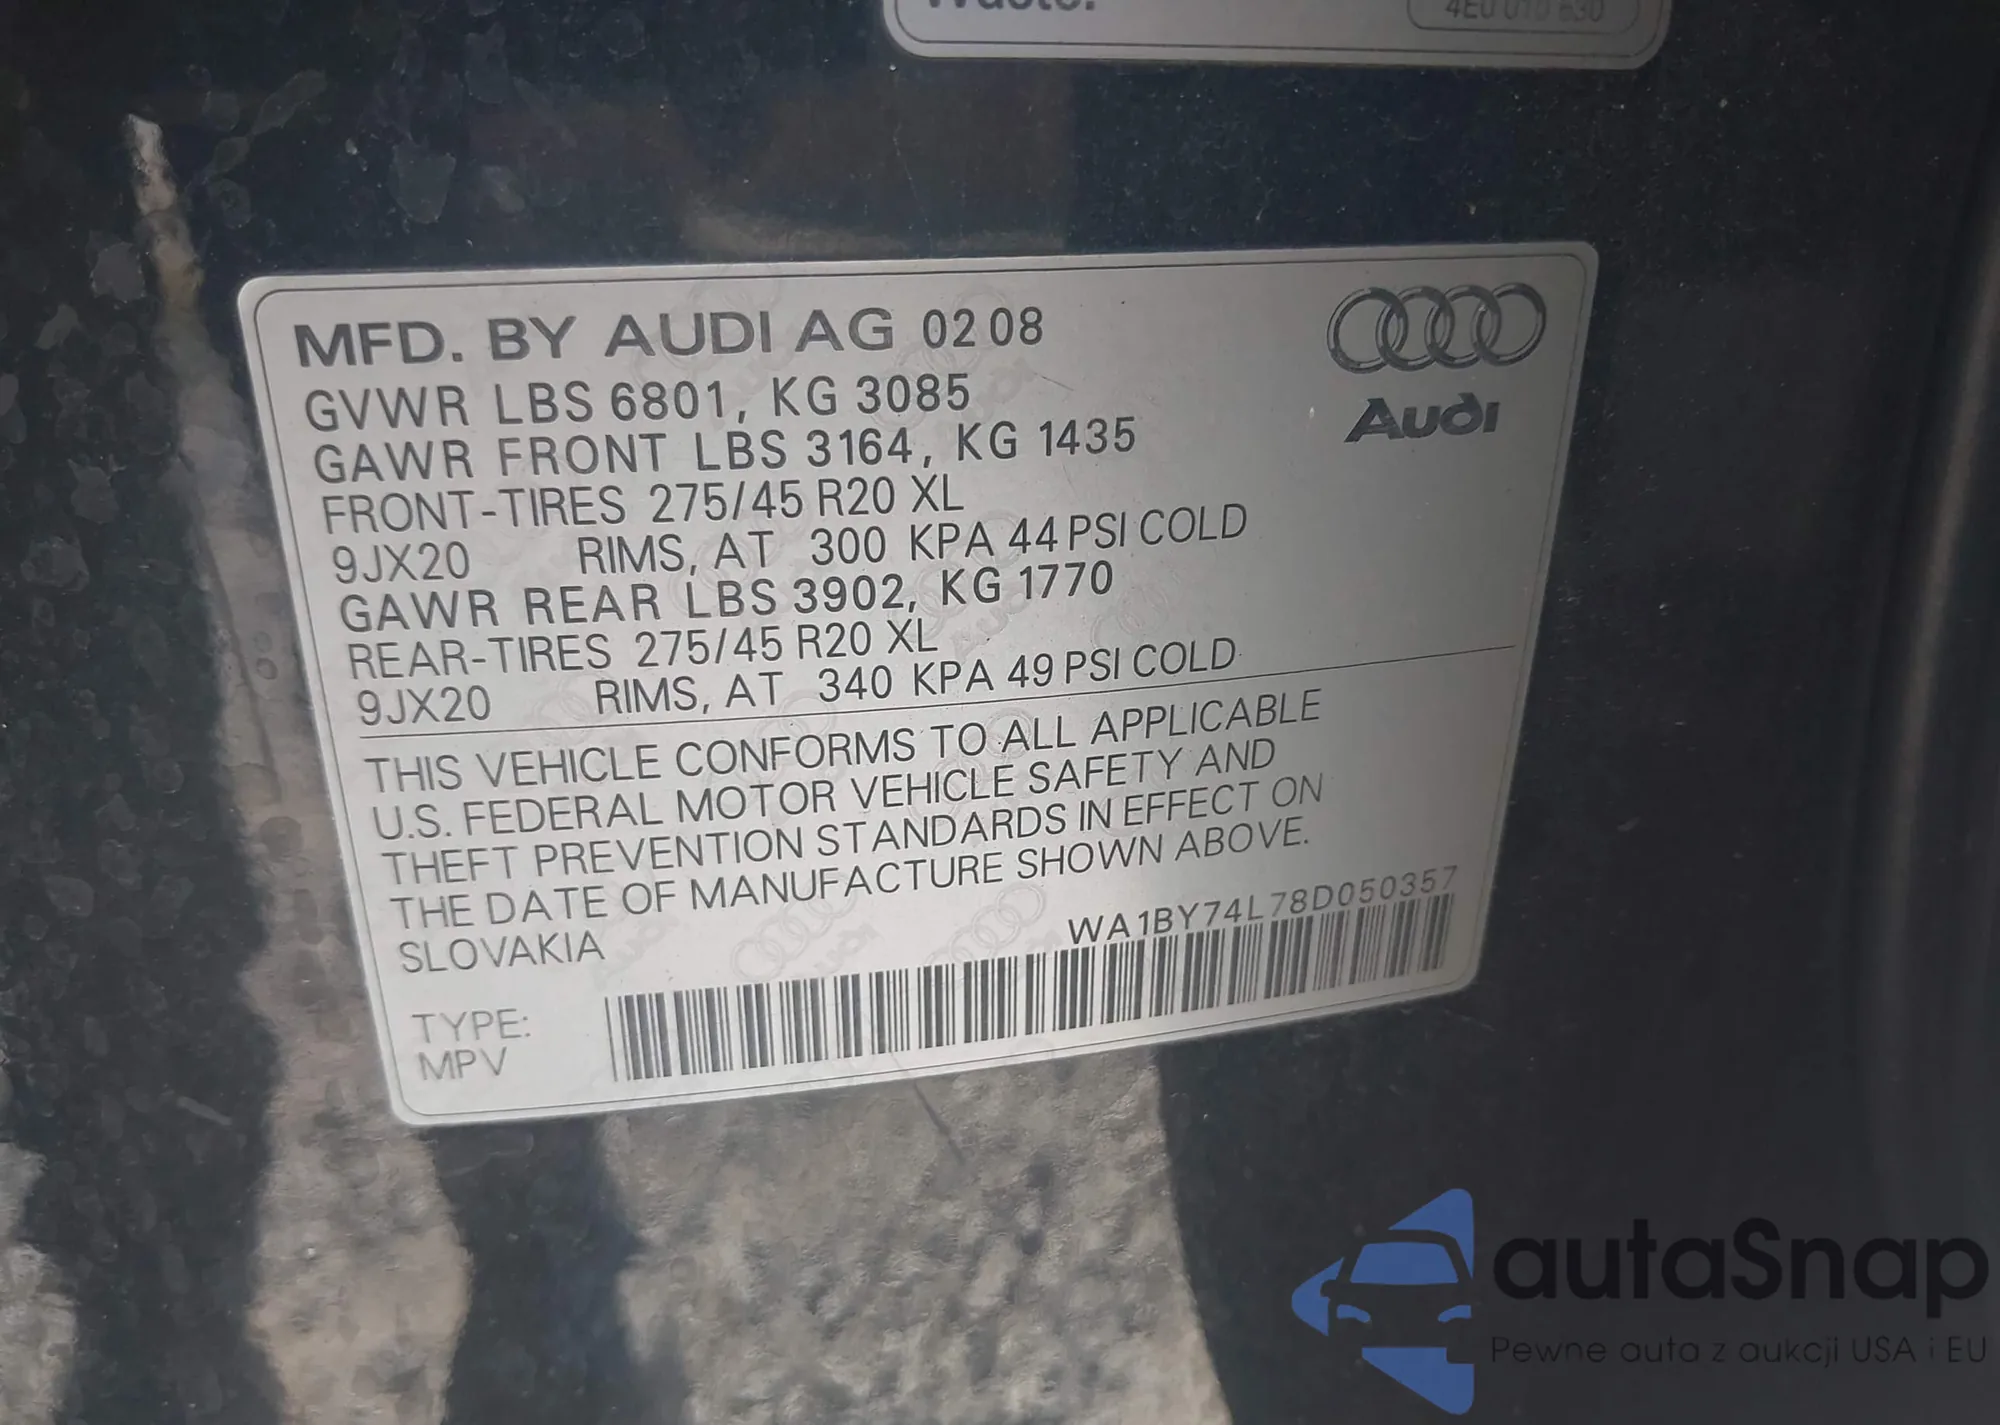 4E0 010 630
MFD. BY AUDI AG 02 08
GVWR LBS 6801, KG 3085
GAWR FRONT LBS 3164, KG 1435
FRONT-TIRES 275/45 R20 XL
9JX20 RIMS, AT 300 KPA 44 PSI COLD
GAWR REAR LBS 3902, KG 1770
REAR-TIRES 275/45 R20 XL
9JX20 RIMS, AT 340 KPA 49 PSI COLD
THIS VEHICLE CONFORMS TO ALL APPLICABLE
U.S. FEDERAL MOTOR VEHICLE SAFETY AND
THEFT PREVENTION STANDARDS IN EFFECT ON
THE DATE OF MANUFACTURE SHOWN ABOVE.
SLOVAKIA
WA1BY74L78D050357
TYPE:
MPV
Audi
autaSnap
Pewne auta z aukcji USA i EU